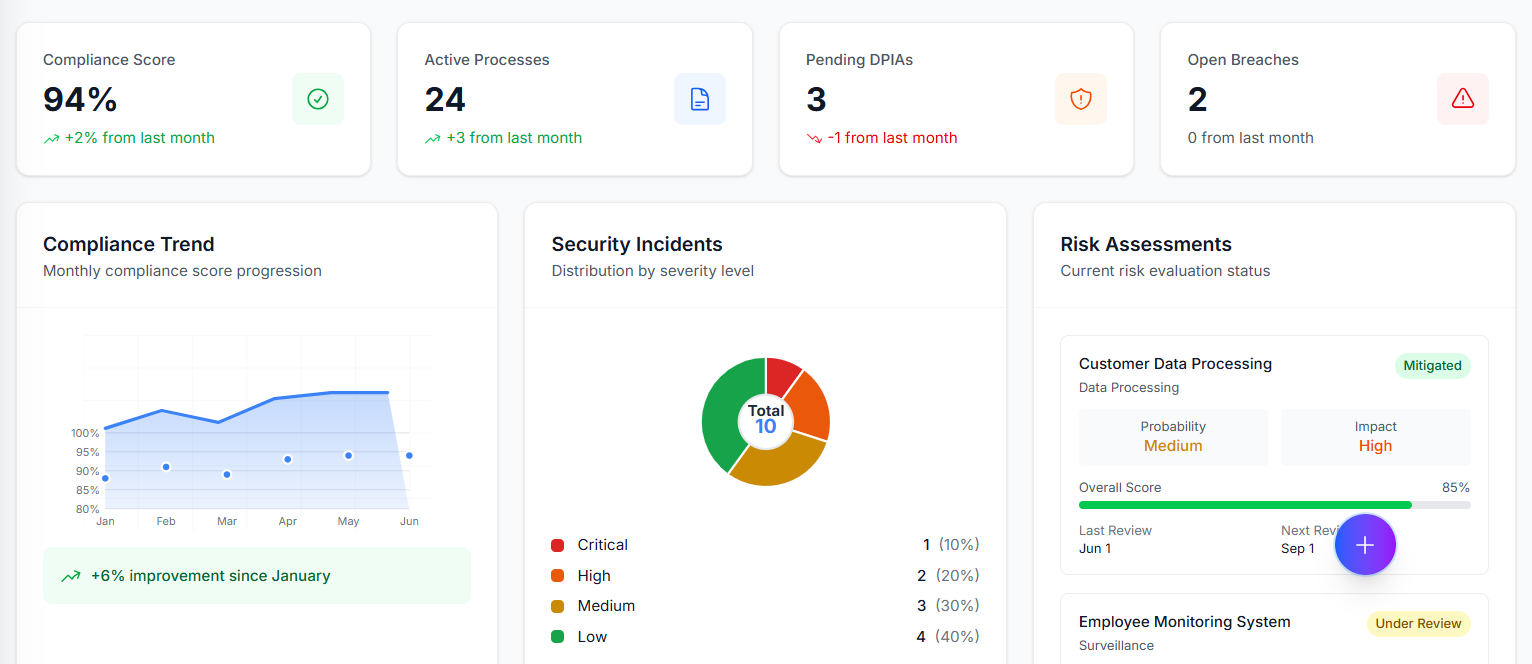 Compliance Score
94%
+2% from last month
Active Processes
24
+3 from last month
Pending DPIAs
3
-1 from last month
Open Breaches
2
0 from last month
Compliance Trend
Monthly compliance score progression
100%
95%
90%
85%
80%
Jan Feb Mar Apr May Jun
+6% improvement since January
Security Incidents
Distribution by severity level
Total
10
Critical 1 (10%)
High 2 (20%)
Medium 3 (30%)
Low 4 (40%)
Risk Assessments
Current risk evaluation status
Customer Data Processing Mitigated
Data Processing
Probability Impact
Medium High
Overall Score 85%
Last Review Next
Jun 1 Sep 1
Employee Monitoring System Under Review
Surveillance